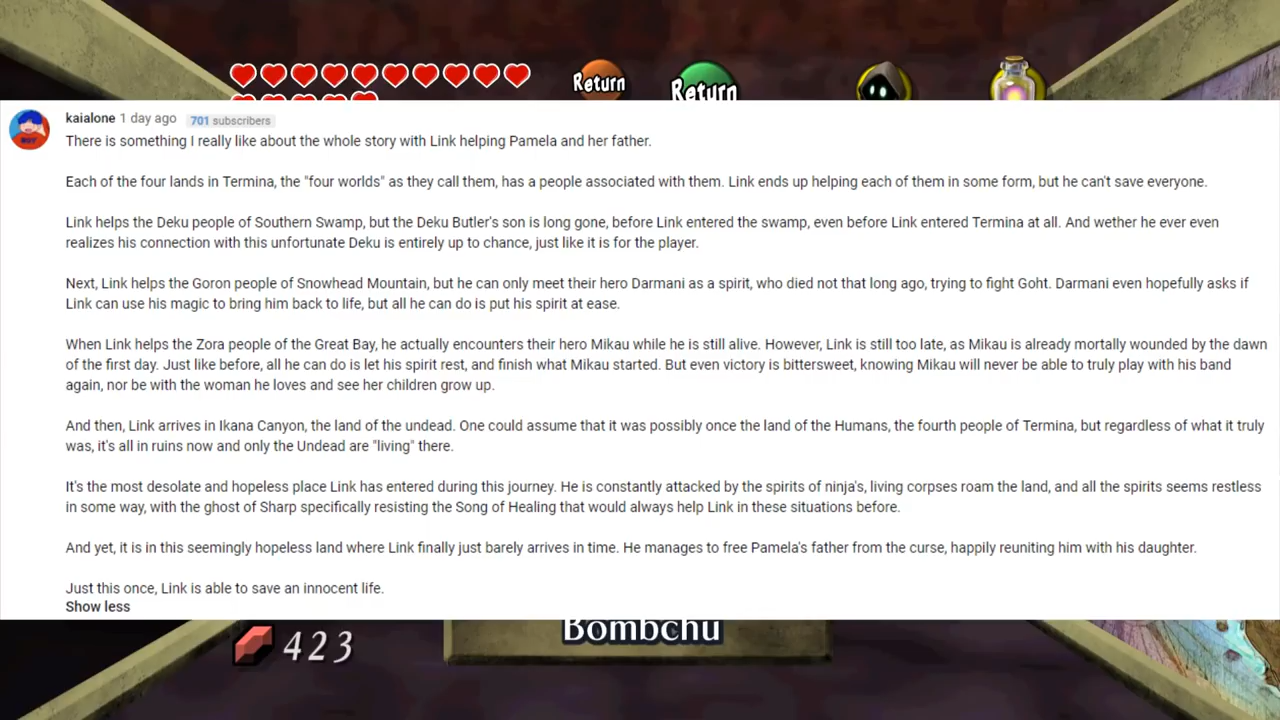 Return
Return
kaialone 1 day ago 701 subscribers
There is something I really like about the whole story with Link helping Pamela and her father.
Each of the four lands in Termina, the "four worlds" as they call them, has a people associated with them. Link ends up helping each of them in some form, but he can't save everyone.
Link helps the Deku people of Southern Swamp, but the Deku Butler's son is long gone, before Link entered the swamp, even before Link entered Termina at all. And wether he ever even
realizes his connection with this unfortunate Deku is entirely up to chance, just like it is for the player.
Next, Link helps the Goron people of Snowhead Mountain, but he can only meet their hero Darmani as a spirit, who died not that long ago, trying to fight Goht. Darmani even hopefully asks if
Link can use his magic to bring him back to life, but all he can do is put his spirit at ease.
When Link helps the Zora people of the Great Bay, he actually encounters their hero Mikau while he is still alive. However, Link is still too late, as Mikau is already mortally wounded by the dawn
of the first day. Just like before, all he can do is let his spirit rest, and finish what Mikau started. But even victory is bittersweet, knowing Mikau will never be able to truly play with his band
again, nor be with the woman he loves and see her children grow up.
And then, Link arrives in Ikana Canyon, the land of the undead. One could assume that it was possibly once the land of the Humans, the fourth people of Termina, but regardless of what it truly
was, it's all in ruins now and only the Undead are "living" there.
It's the most desolate and hopeless place Link has entered during this journey. He is constantly attacked by the spirits of ninja's, living corpses roam the land, and all the spirits seems restless
in some way, with the ghost of Sharp specifically resisting the Song of Healing that would always help Link in these situations before.
And yet, it is in this seemingly hopeless land where Link finally just barely arrives in time. He manages to free Pamela's father from the curse, happily reuniting him with his daughter.
Just this once, Link is able to save an innocent life.
Show less
Bombchu
423